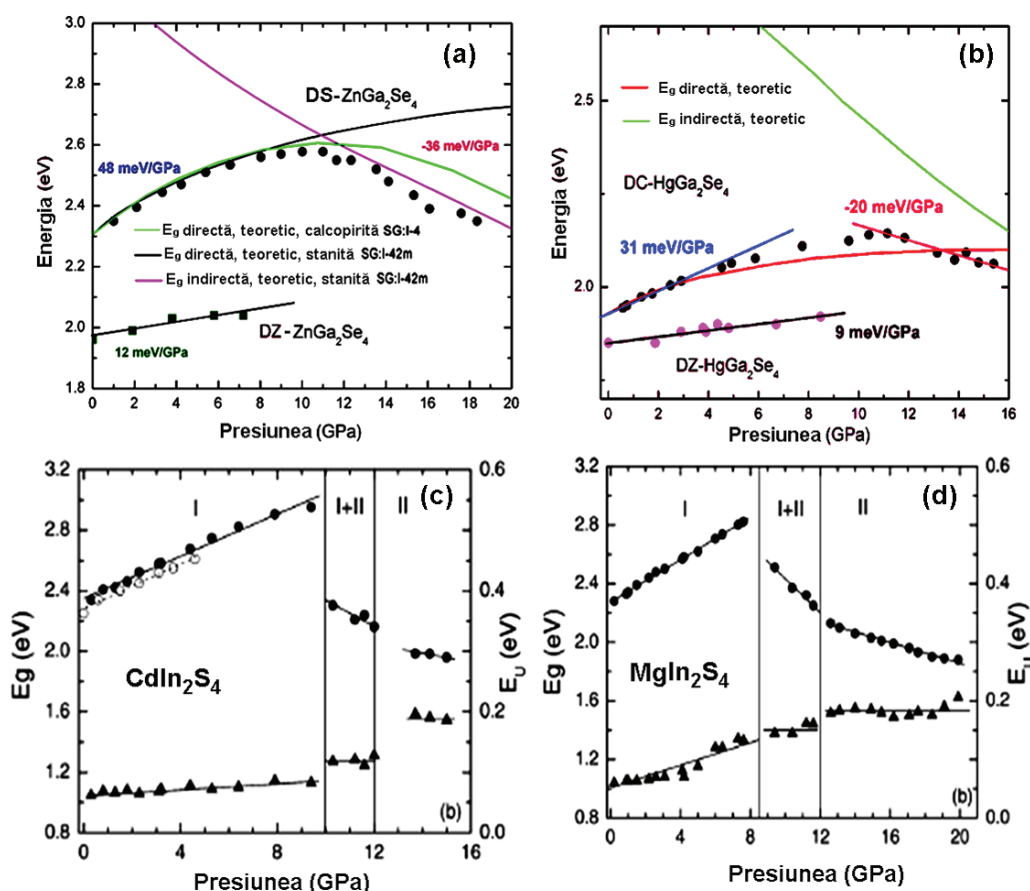 (a)
3.0
2.8
2.6
2.4
2.2
2.0
1.8
Energia (eV)
DS-ZnGa2Se4
48 meV/GPa
-36 meV/GPa
Eg directă, teoretic, calcopirită SG:I-4
Eg directă, teoretic, stanită SG:I-42m
Eg indirectă, teoretic, stanită SG:I-42m
DZ-ZnGa2Se4
12 meV/GPa
0 2 4 6 8 10 12 14 16 18 20
Presiunea (GPa)
(b)
2.5
2.0
Energia (eV)
Eg directă, teoretic
Eg indirectă, teoretic
DC-HgGa2Se4
-20 meV/GPa
31 meV/GPa
9 meV/GPa
DZ-HgGa2Se4
0 2 4 6 8 10 12 14 16
Presiunea (GPa)
(c)
3.2
2.8
2.4
2.0
1.6
1.2
0.8
Eg (eV)
I
I+II
II
CdIn2S4
0.6
0.4
0.2
0.0
EU (eV)
(b)
0 4 8 12 16
Presiunea (GPa)
(d)
3.2
2.8
2.4
2.0
1.6
1.2
0.8
Eg (eV)
I
I+II
II
MgIn2S4
0.6
0.4
0.2
0.0
EU (eV)
(b)
0 4 8 12 16 20
Presiunea (GPa)